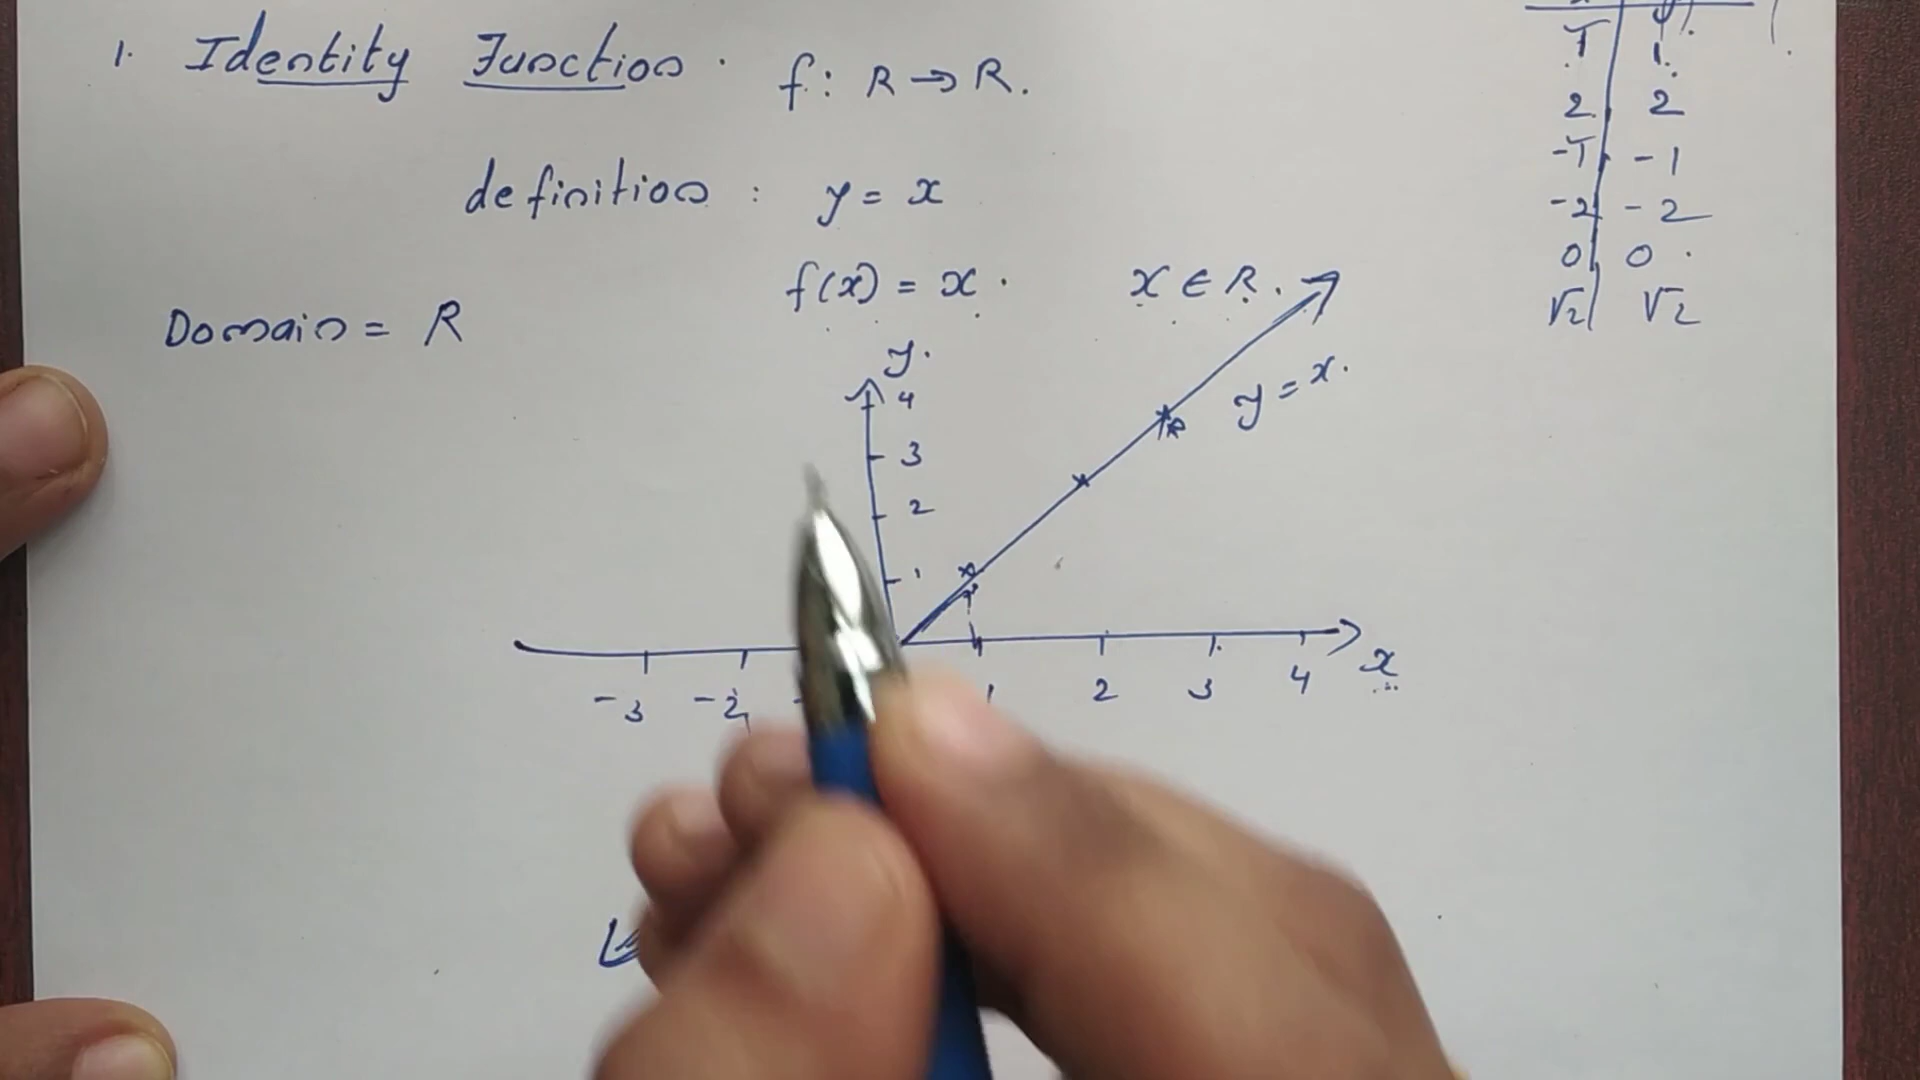 1. Identity Function. f: R → R.
definition : y = x
f(x) = x. x ∈ R.
Domain = R
1 1.
2 2
-1 -1
-2 -2
0 0
√2 √2
y.
4
3
2
1
y = x.
-3 -2 1 2 3 4 x